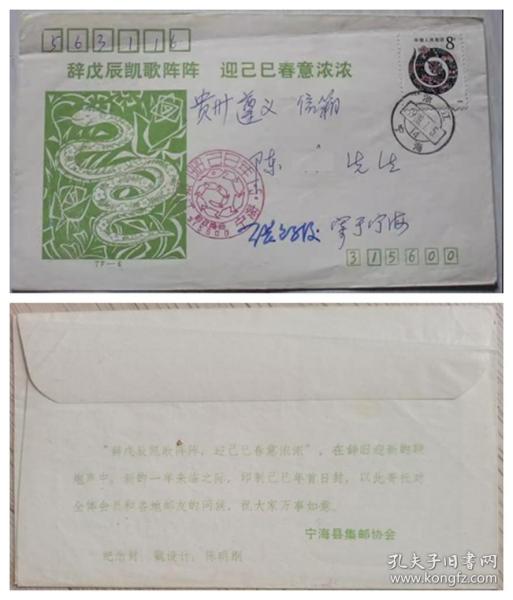 563116
中国人民邮政
8分
辞戊辰凯歌阵阵 迎己巳春意浓浓
贵州 遵义 信箱
浙江
宁海
陈 先生
寄于宁海
315600
“辞戊辰凯歌阵阵，迎己巳春意浓浓”，在辞旧迎新的鞭
炮声中，新的一年来临之际，印制己巳年首日封，以此寄托对
全体会员和各地邮友的问候，祝大家万事如意。
宁海县集邮协会
纪念封、戳设计：陈明刚
孔夫子旧书网
www.kongfz.com